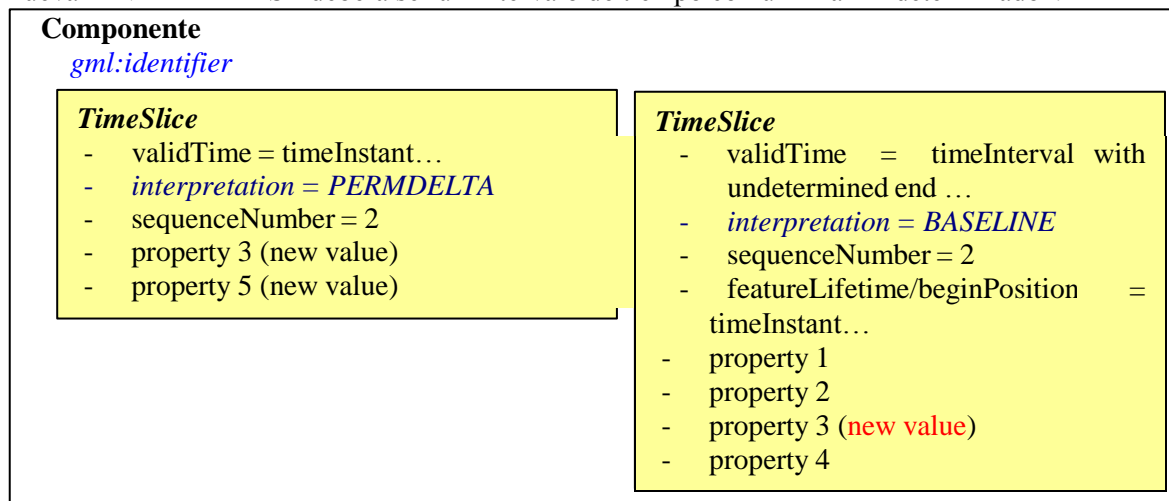 Componente
gml:identifier
TimeSlice
- validTime = timeInstant…
- interpretation = PERMDELTA
- sequenceNumber = 2
- property 3 (new value)
- property 5 (new value)
TimeSlice
- validTime = timeInterval with
undetermined end …
- interpretation = BASELINE
- sequenceNumber = 2
- featureLifetime/beginPosition =
timeInstant…
- property 1
- property 2
- property 3 (new value)
- property 4